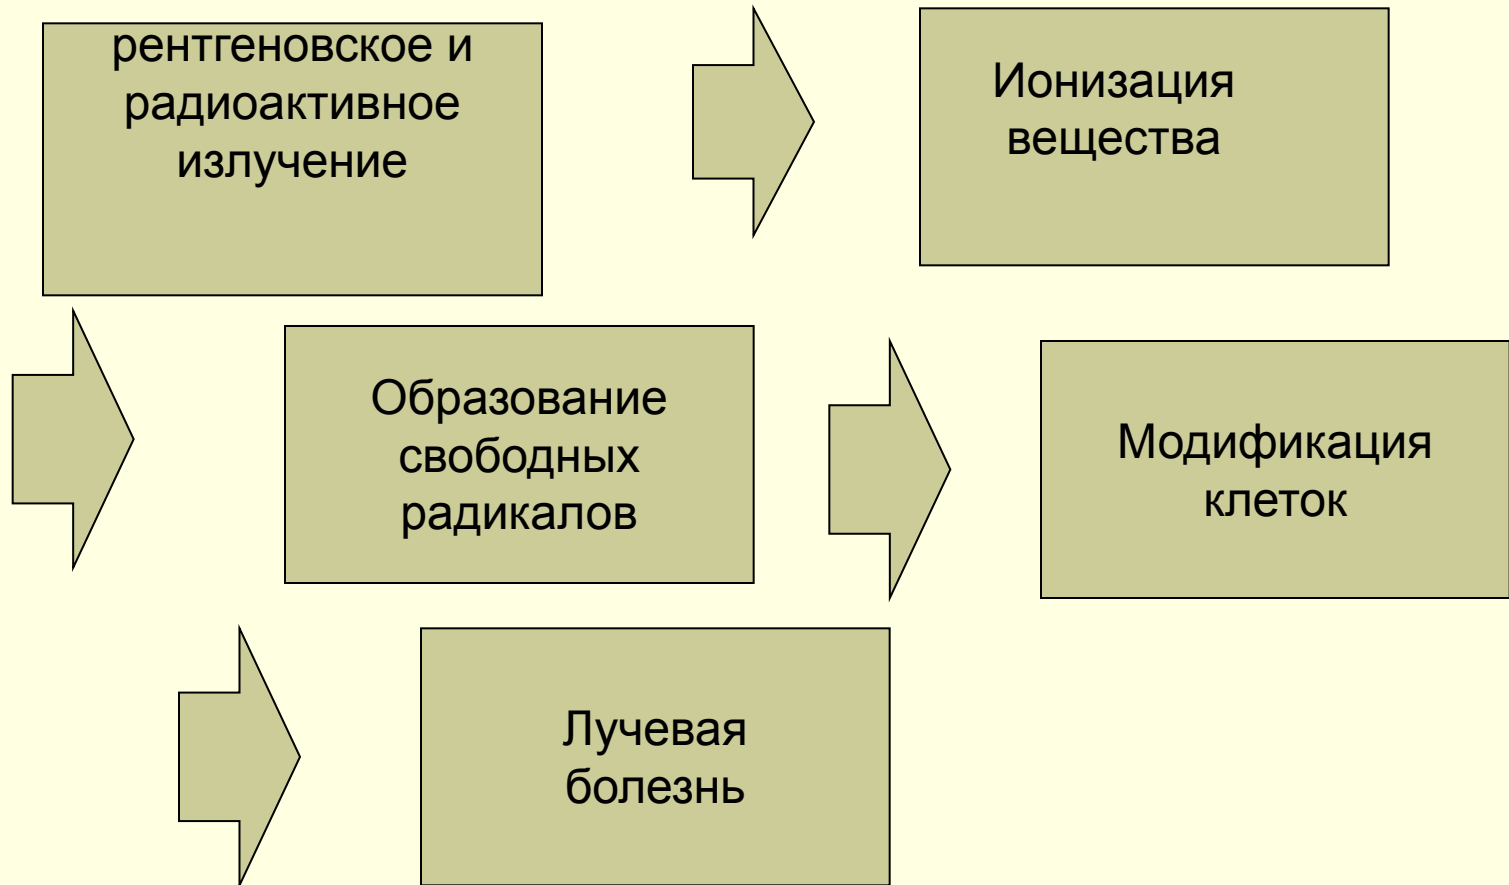 рентгеновское и
радиоактивное
излучение
Ионизация
вещества
Образование
свободных
радикалов
Модификация
клеток
Лучевая
болезнь